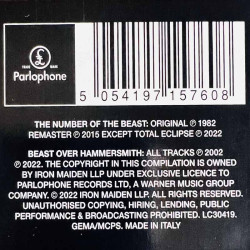 TRADE MARK
Parlophone
5 054197 157608
THE NUMBER OF THE BEAST: ORIGINAL ℗ 1982
REMASTER ℗ 2015 EXCEPT TOTAL ECLIPSE ℗ 2022
BEAST OVER HAMMERSMITH: ALL TRACKS ℗ 2002
℗ 2022. THE COPYRIGHT IN THIS COMPILATION IS OWNED
BY IRON MAIDEN LLP UNDER EXCLUSIVE LICENCE TO
PARLOPHONE RECORDS LTD, A WARNER MUSIC GROUP
COMPANY. © 2022 IRON MAIDEN LLP. ALL RIGHTS RESERVED.
UNAUTHORISED COPYING, HIRING, LENDING, PUBLIC
PERFORMANCE & BROADCASTING PROHIBITED. LC30419.
GEMA/MCPS. MADE IN ITALY